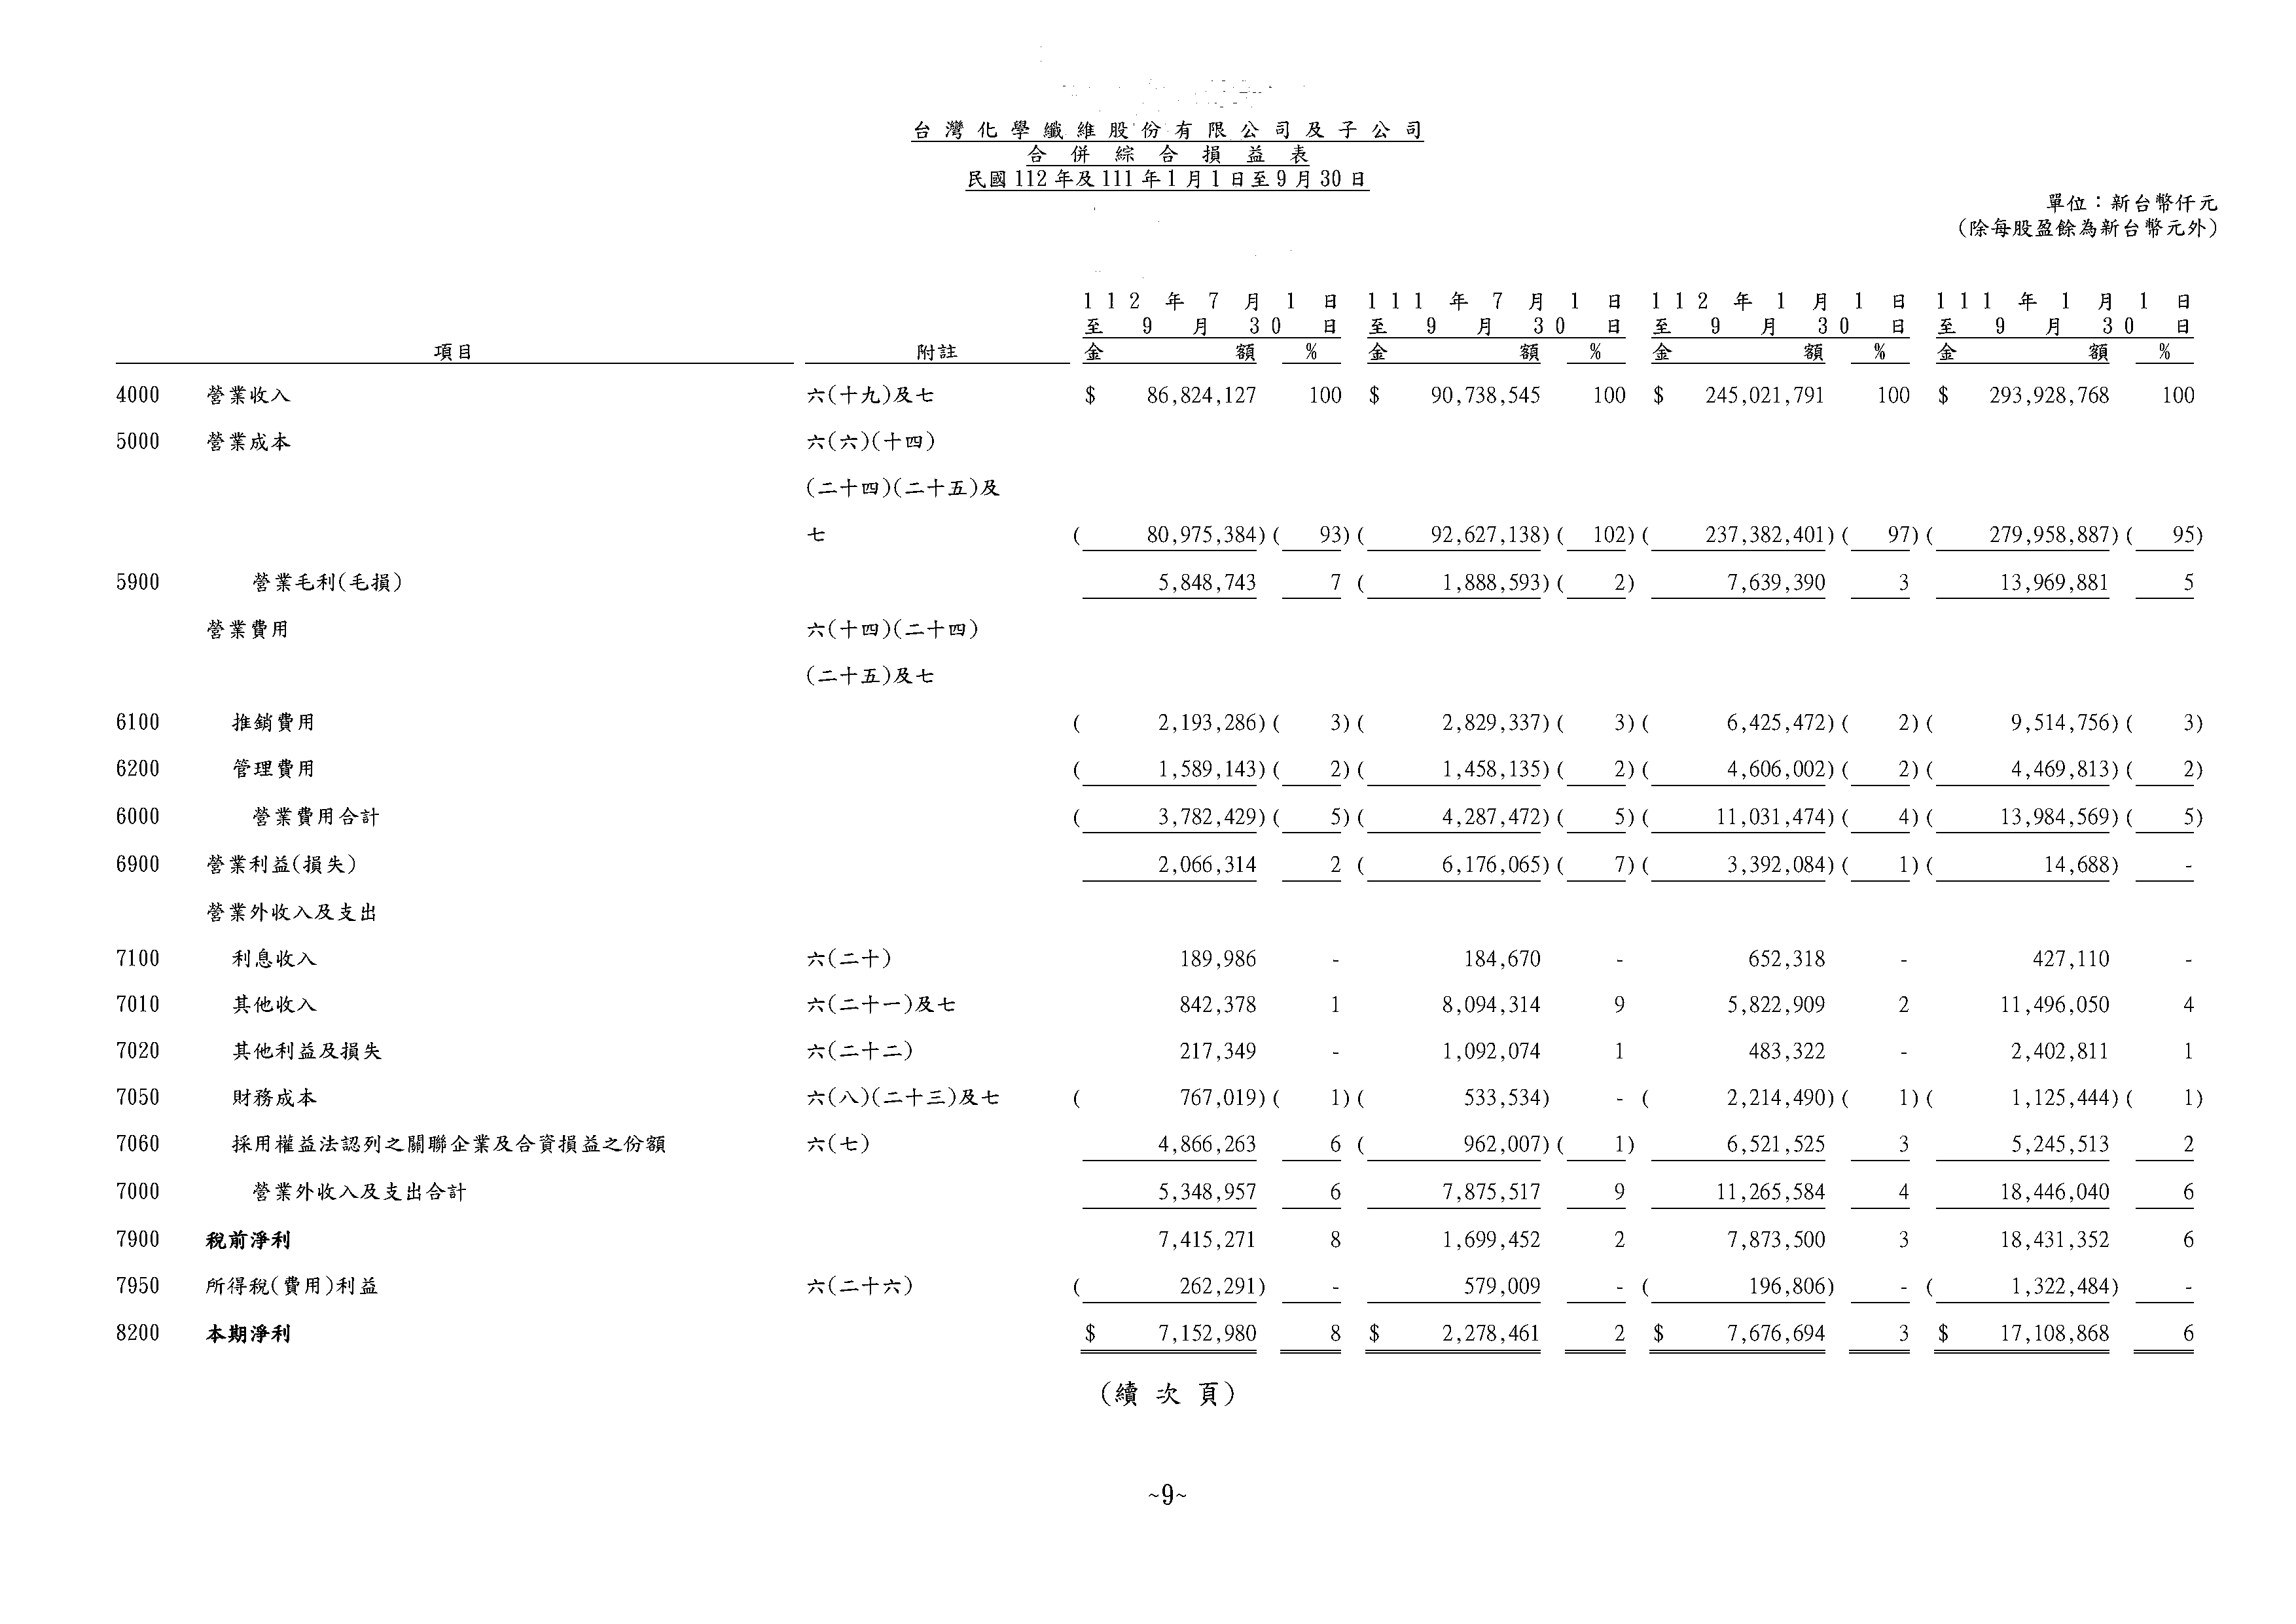 台灣化學纖維股份有限公司及子公司
合併綜合損益表
民國112年及111年1月1日至9月30日
單位：新台幣仟元
(除每股盈餘為新台幣元外)
112年7月1日 111年7月1日 112年1月1日 111年1月1日
至9月30日 至9月30日 至9月30日 至9月30日
項目 附註 金額 % 金額 % 金額 % 金額 %
4000 營業收入 六(十九)及七 $ 86,824,127 100 $ 90,738,545 100 $ 245,021,791 100 $ 293,928,768 100
5000 營業成本 六(六)(十四)
(二十四)(二十五)及
七 ( 80,975,384) ( 93) ( 92,627,138) ( 102) ( 237,382,401) ( 97) ( 279,958,887) ( 95)
5900 營業毛利(毛損) 5,848,743 7 ( 1,888,593) ( 2) 7,639,390 3 13,969,881 5
營業費用 六(十四)(二十四)
(二十五)及七
6100 推銷費用 ( 2,193,286) ( 3) ( 2,829,337) ( 3) ( 6,425,472) ( 2) ( 9,514,756) ( 3)
6200 管理費用 ( 1,589,143) ( 2) ( 1,458,135) ( 2) ( 4,606,002) ( 2) ( 4,469,813) ( 2)
6000 營業費用合計 ( 3,782,429) ( 5) ( 4,287,472) ( 5) ( 11,031,474) ( 4) ( 13,984,569) ( 5)
6900 營業利益(損失) 2,066,314 2 ( 6,176,065) ( 7) ( 3,392,084) ( 1) ( 14,688) -
營業外收入及支出
7100 利息收入 六(二十) 189,986 - 184,670 - 652,318 - 427,110 -
7010 其他收入 六(二十一)及七 842,378 1 8,094,314 9 5,822,909 2 11,496,050 4
7020 其他利益及損失 六(二十二) 217,349 - 1,092,074 1 483,322 - 2,402,811 1
7050 財務成本 六(八)(二十三)及七 ( 767,019) ( 1) ( 533,534) - ( 2,214,490) ( 1) ( 1,125,444) ( 1)
7060 採用權益法認列之關聯企業及合資損益之份額 六(七) 4,866,263 6 ( 962,007) ( 1) 6,521,525 3 5,245,513 2
7000 營業外收入及支出合計 5,348,957 6 7,875,517 9 11,265,584 4 18,446,040 6
7900 稅前淨利 7,415,271 8 1,699,452 2 7,873,500 3 18,431,352 6
7950 所得稅(費用)利益 六(二十六) ( 262,291) - 579,009 - ( 196,806) - ( 1,322,484) -
8200 本期淨利 $ 7,152,980 8 $ 2,278,461 2 $ 7,676,694 3 $ 17,108,868 6
(續次頁)
~9~